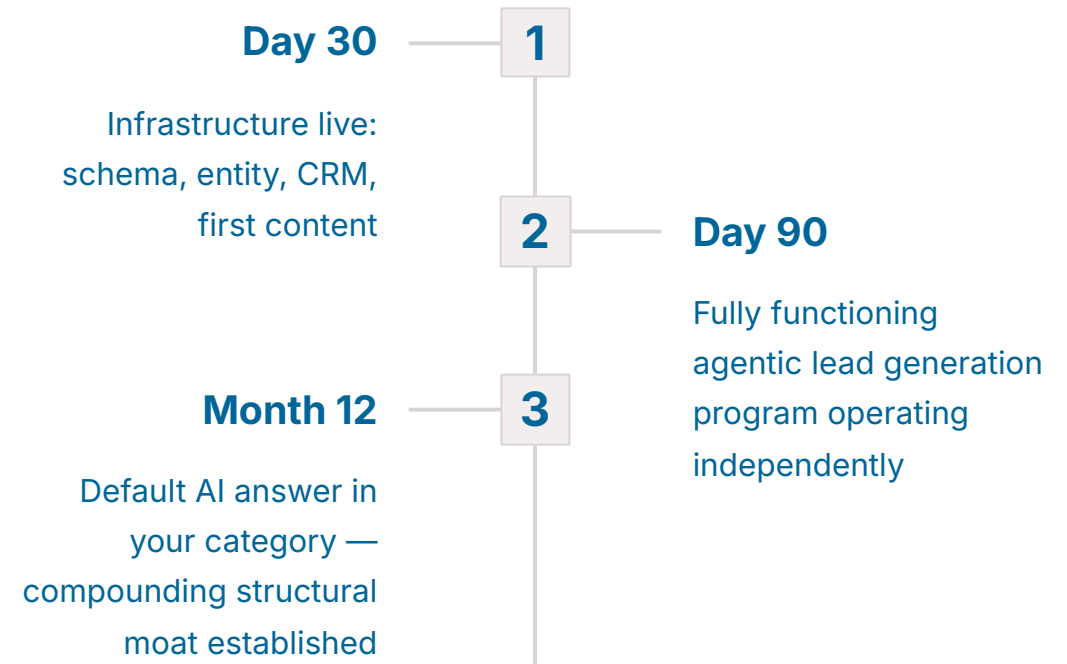 Day 30
1
Infrastructure live:
schema, entity, CRM,
first content
2
Day 90
Fully functioning
agentic lead generation
program operating
independently
Month 12
3
Default AI answer in
your category —
compounding structural
moat established